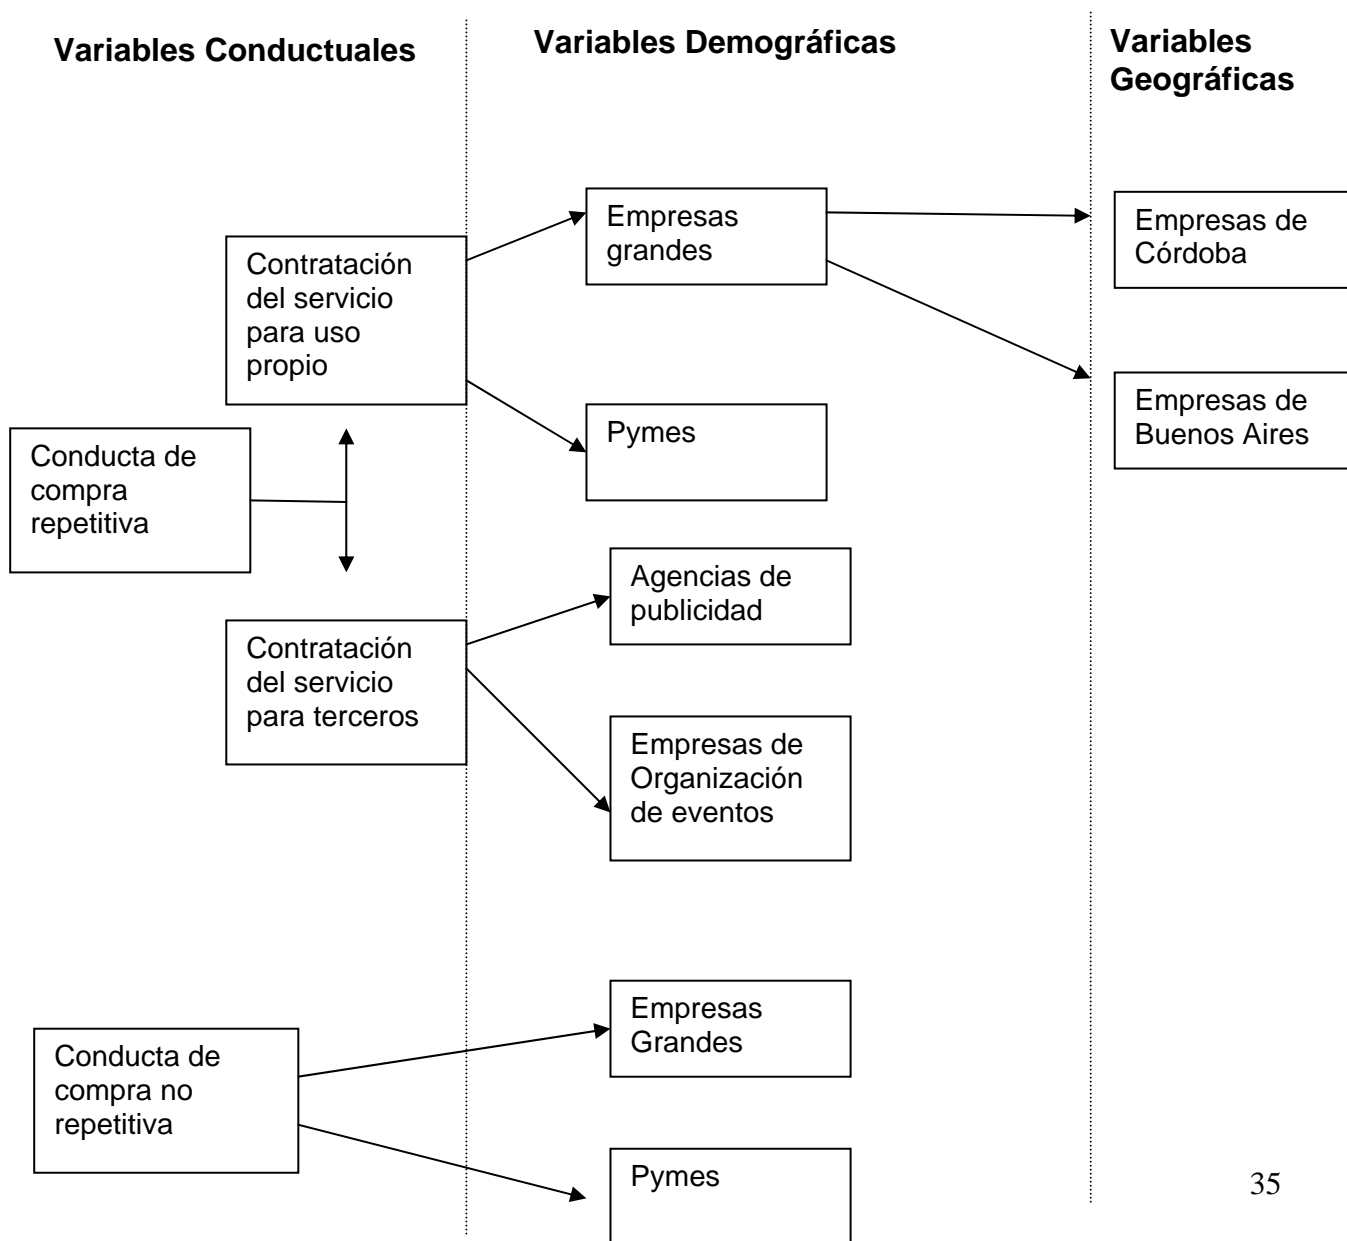 Variables Conductuales
Variables Demográficas
Variables
Geográficas
Empresas
grandes
Empresas de
Córdoba
Contratación
del servicio
para uso
propio
Empresas de
Buenos Aires
Pymes
Conducta de
compra
repetitiva
Agencias de
publicidad
Contratación
del servicio
para terceros
Empresas de
Organización
de eventos
Empresas
Grandes
Conducta de
compra no
repetitiva
Pymes
35